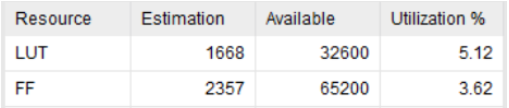 Resource Estimation Available Utilization %
LUT 1668 32600 5.12
FF 2357 65200 3.62